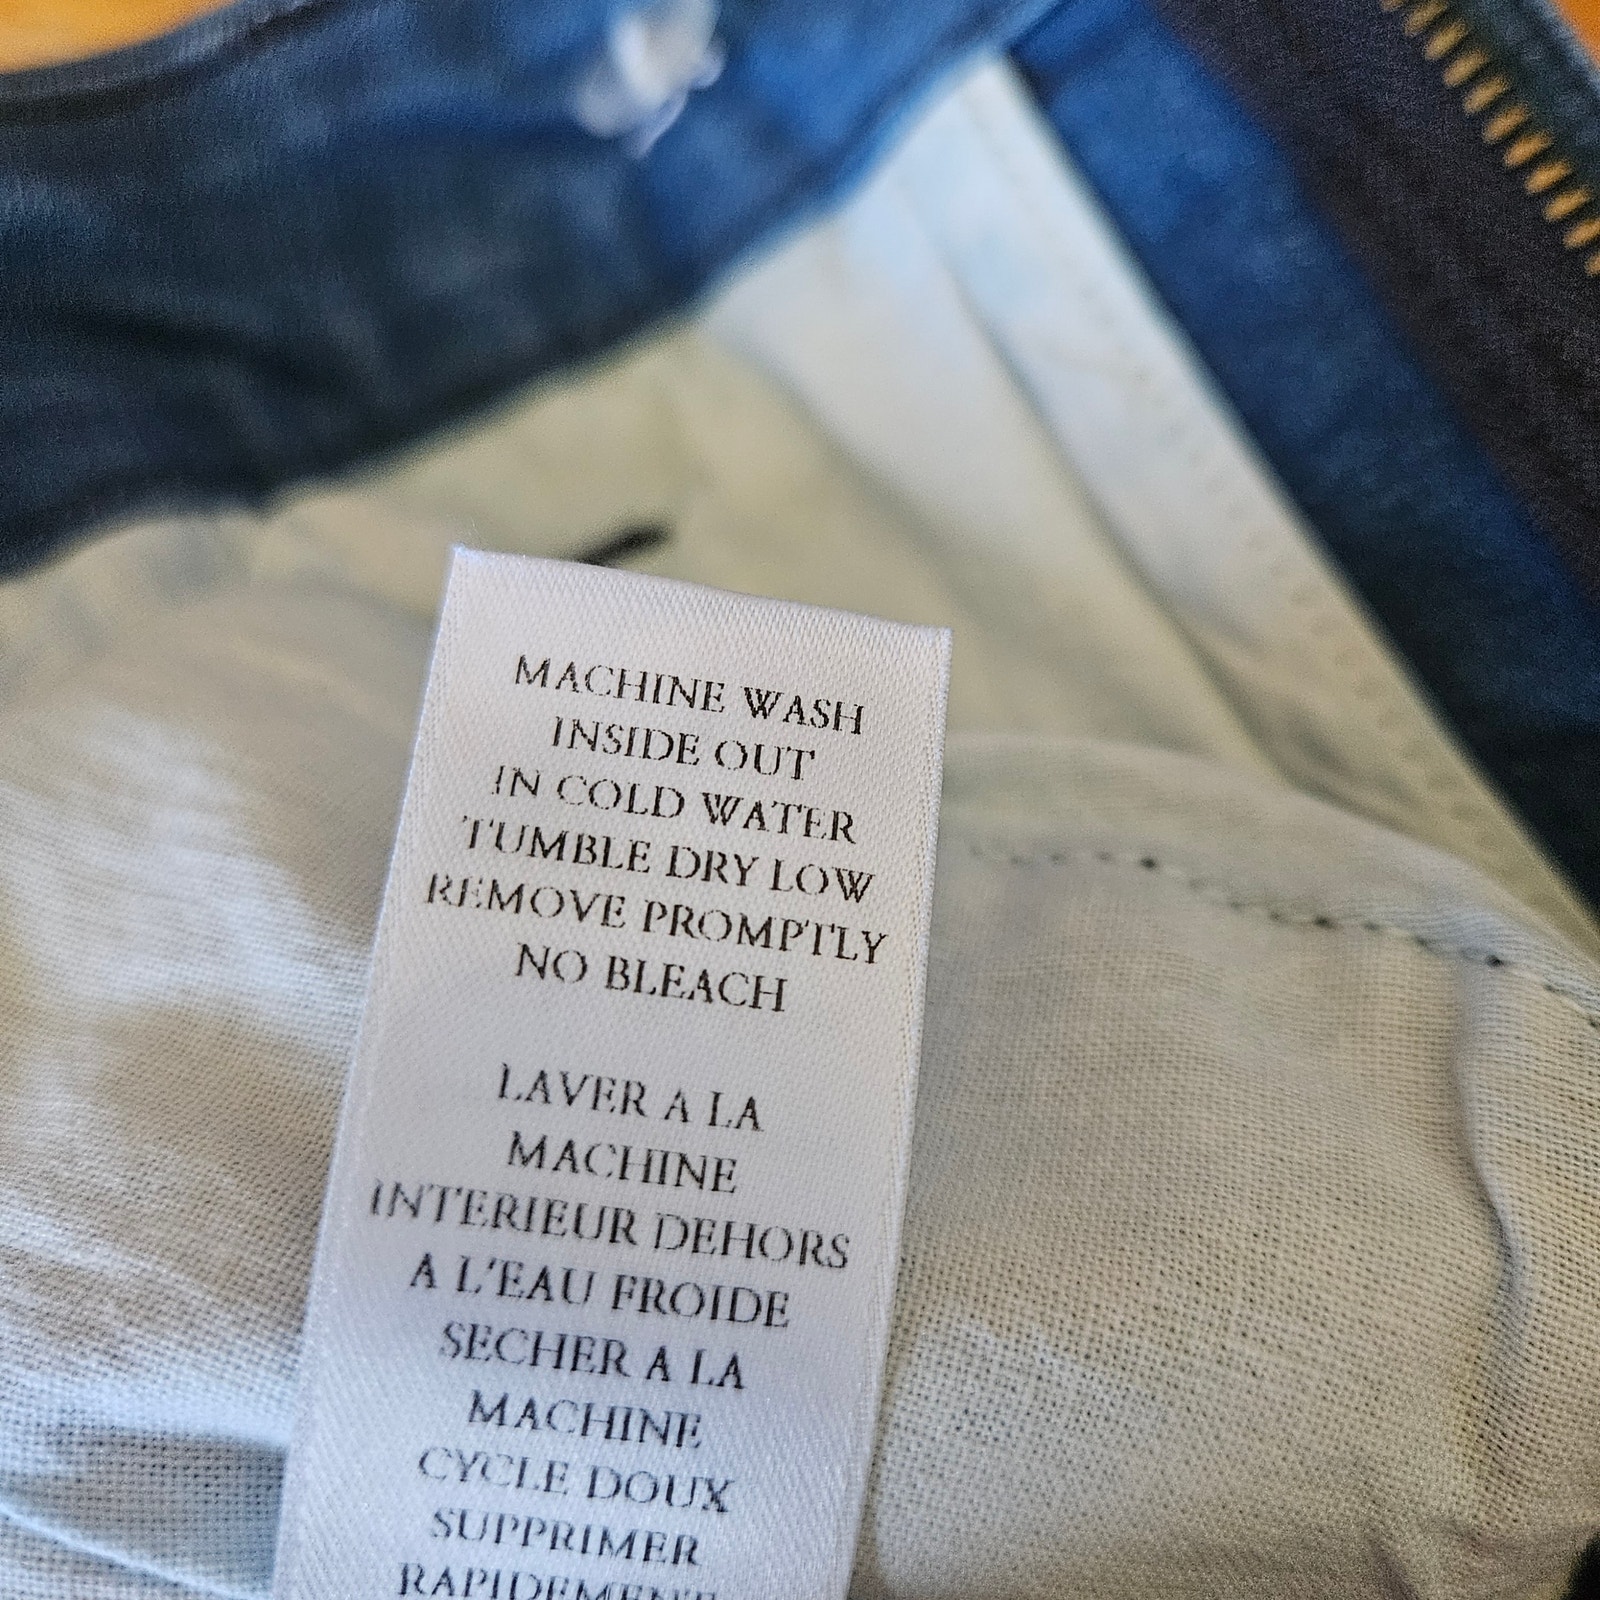 MACHINE WASH
INSIDE OUT
IN COLD WATER
TUMBLE DRY LOW
REMOVE PROMPTLY
NO BLEACH
LAVER A LA
MACHINE
INTERIEUR DEHORS
A L'EAU FROIDE
SECHER A LA
MACHINE
CYCLE DOUX
SUPPRIMER
RAPIDEMENT